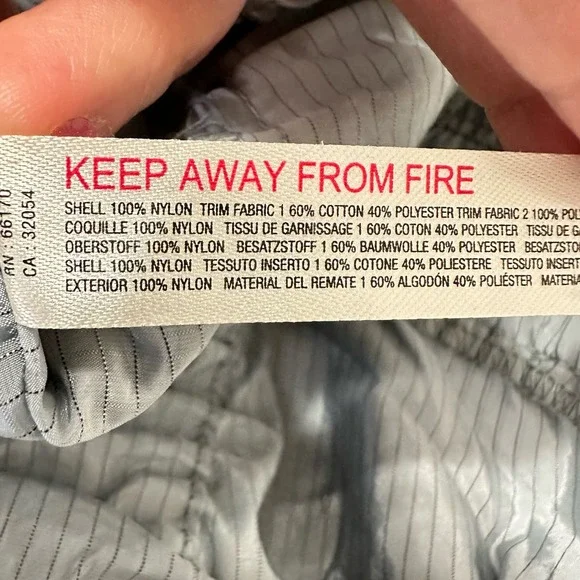 KEEP AWAY FROM FIRE
SHELL 100% NYLON TRIM FABRIC 1 60% COTTON 40% POLYESTER TRIM FABRIC 2 100%
COQUILLE 100% NYLON TISSU DE GARNISSAGE 1 60% COTON 40% POLYESTER TISSU DE
OBERSTOFF 100% NYLON BESATZSTOFF 1 60% BAUMWOLLE 40% POLYESTER
SHELL 100% NYLON TESSUTO INSERTO 1 60% COTONE 40% POLIESTERE TESSUTO
EXTERIOR 100% NYLON MATERIAL DEL REMATE 1 60% ALGODÓN 40% POLIÉSTER
RN 66170
CA 32054